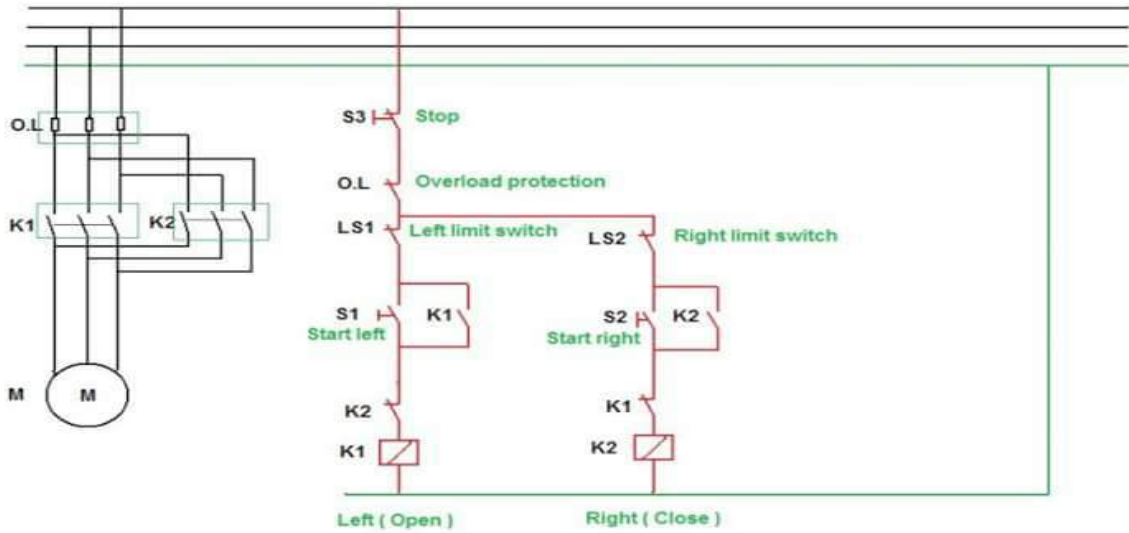 O.L
K1
K2
M
M
S3
Stop
O.L
Overload protection
LS1
Left limit switch
LS2
Right limit switch
S1
Start left
K1
S2
Start right
K2
K2
K1
K1
K2
Left ( Open )
Right ( Close )